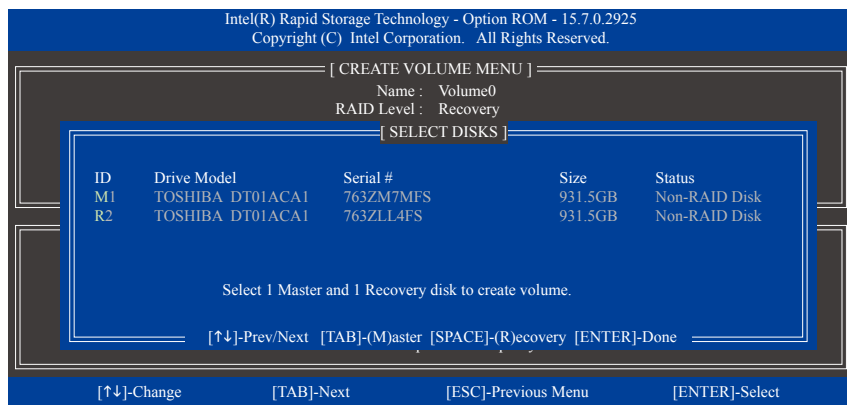 Intel(R) Rapid Storage Technology - Option ROM - 15.7.0.2925
Copyright (C) Intel Corporation. All Rights Reserved.
[ CREATE VOLUME MENU ]
Name : Volume0
RAID Level : Recovery
[ SELECT DISKS ]
ID Drive Model Serial # Size Status
M1 TOSHIBA DT01ACA1 763ZM7MFS 931.5GB Non-RAID Disk
R2 TOSHIBA DT01ACA1 763ZLL4FS 931.5GB Non-RAID Disk
Select 1 Master and 1 Recovery disk to create volume.
[↑↓]-Prev/Next [TAB]-(M)aster [SPACE]-(R)ecovery [ENTER]-Done
[↑↓]-Change [TAB]-Next [ESC]-Previous Menu [ENTER]-Select